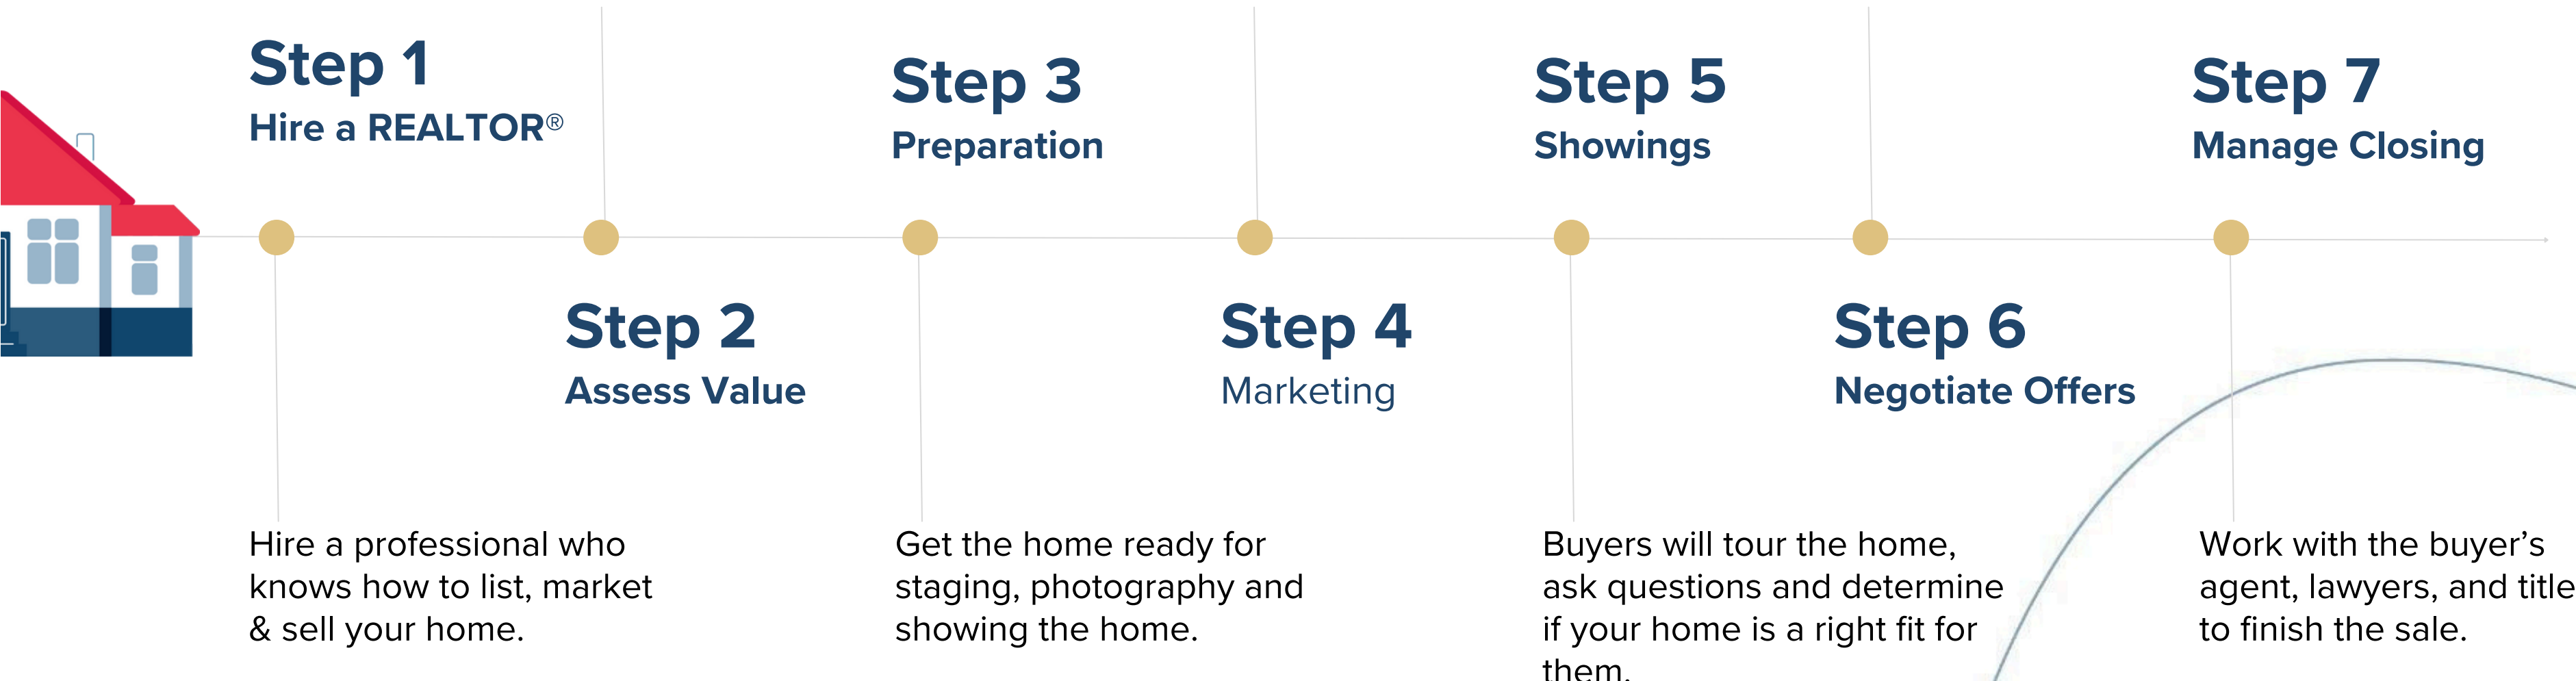 Step 1
Hire a REALTOR®
Hire a professional who
knows how to list, market
& sell your home.
Step 2
Assess Value
Step 3
Preparation
Get the home ready for
staging, photography and
showing the home.
Step 4
Marketing
Step 5
Showings
Buyers will tour the home,
ask questions and determine
if your home is a right fit for
them.
Step 6
Negotiate Offers
Step 7
Manage Closing
Work with the buyer’s
agent, lawyers, and title
to finish the sale.